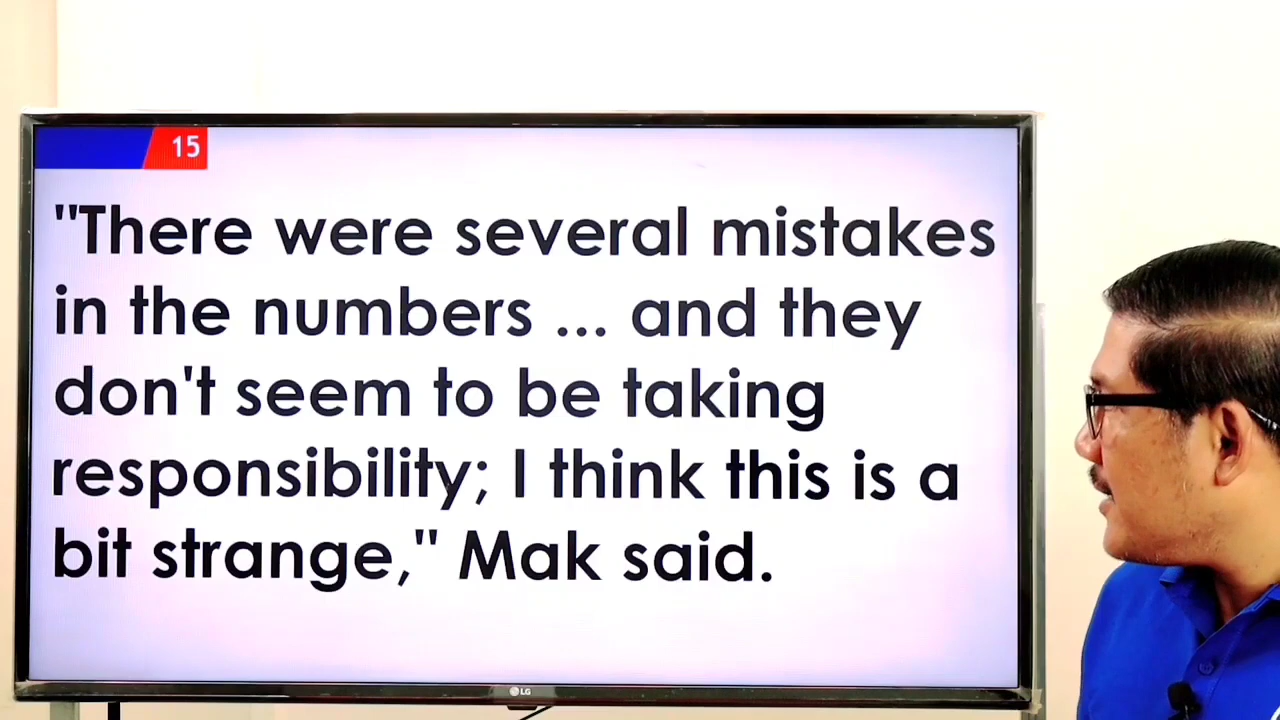 15
"There were several mistakes
in the numbers ... and they
don't seem to be taking
responsibility; I think this is a
bit strange," Mak said.
LG